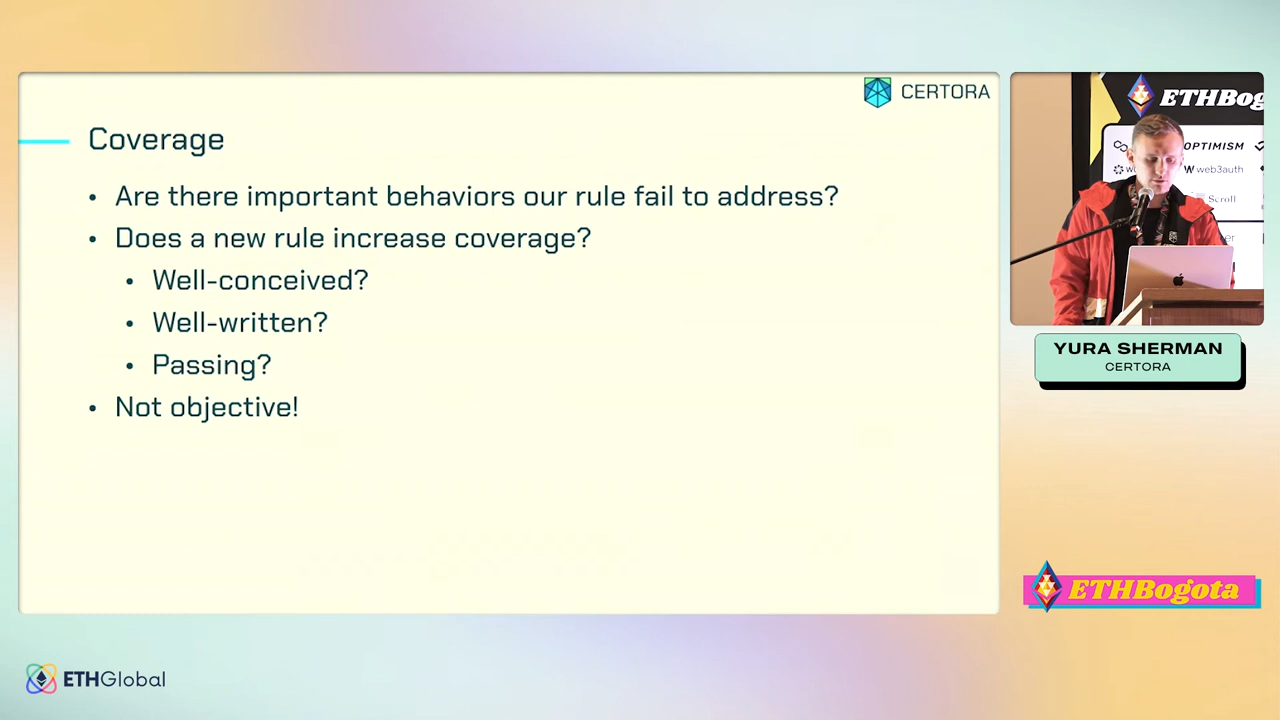 CERTORA
Coverage
• Are there important behaviors our rule fail to address?
• Does a new rule increase coverage?
• Well-conceived?
• Well-written?
• Passing?
• Not objective!
ETHBog
OPTIMISM
web3auth
Scroll
YURA SHERMAN
CERTORA
ETHBogota
ETHGlobal